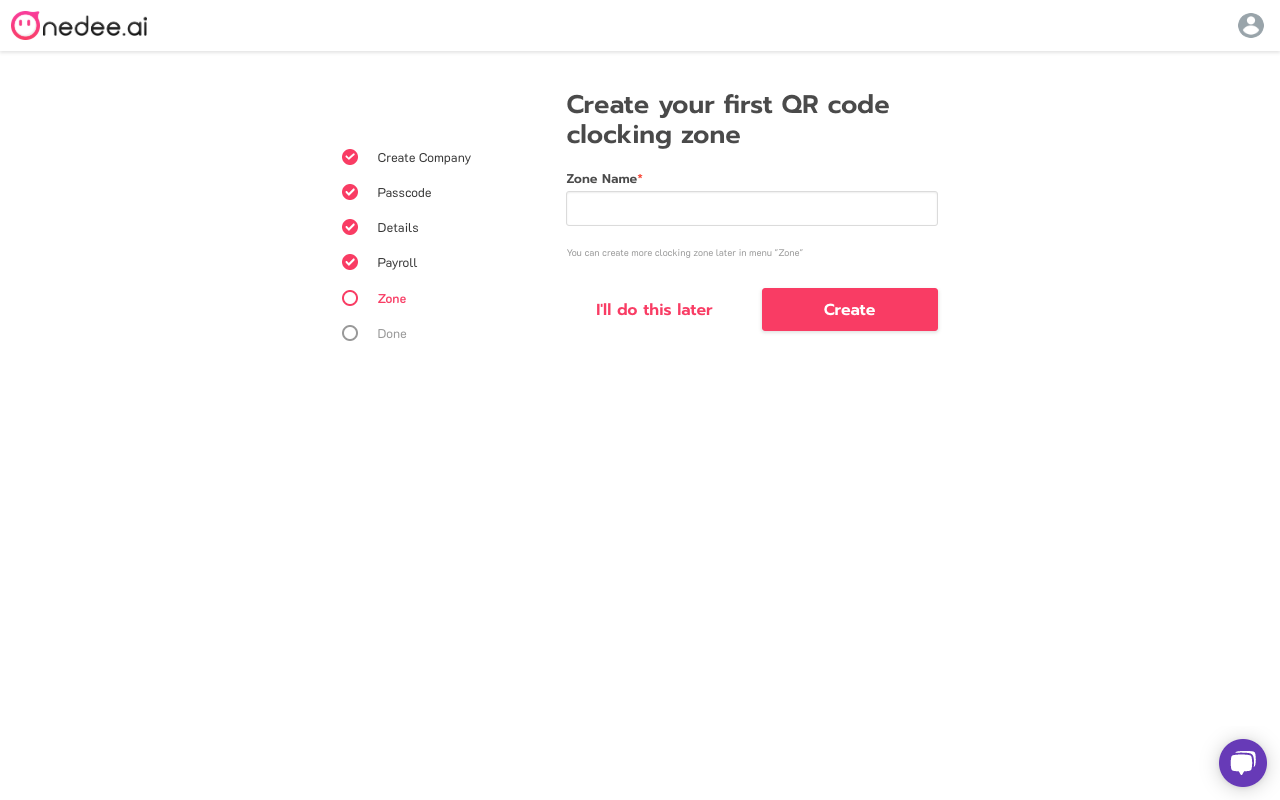 nedee.ai
Create your first QR code
clocking zone
Create Company
Passcode
Details
Payroll
Zone
Done
Zone Name*
You can create more clocking zone later in menu "Zone"
I'll do this later
Create